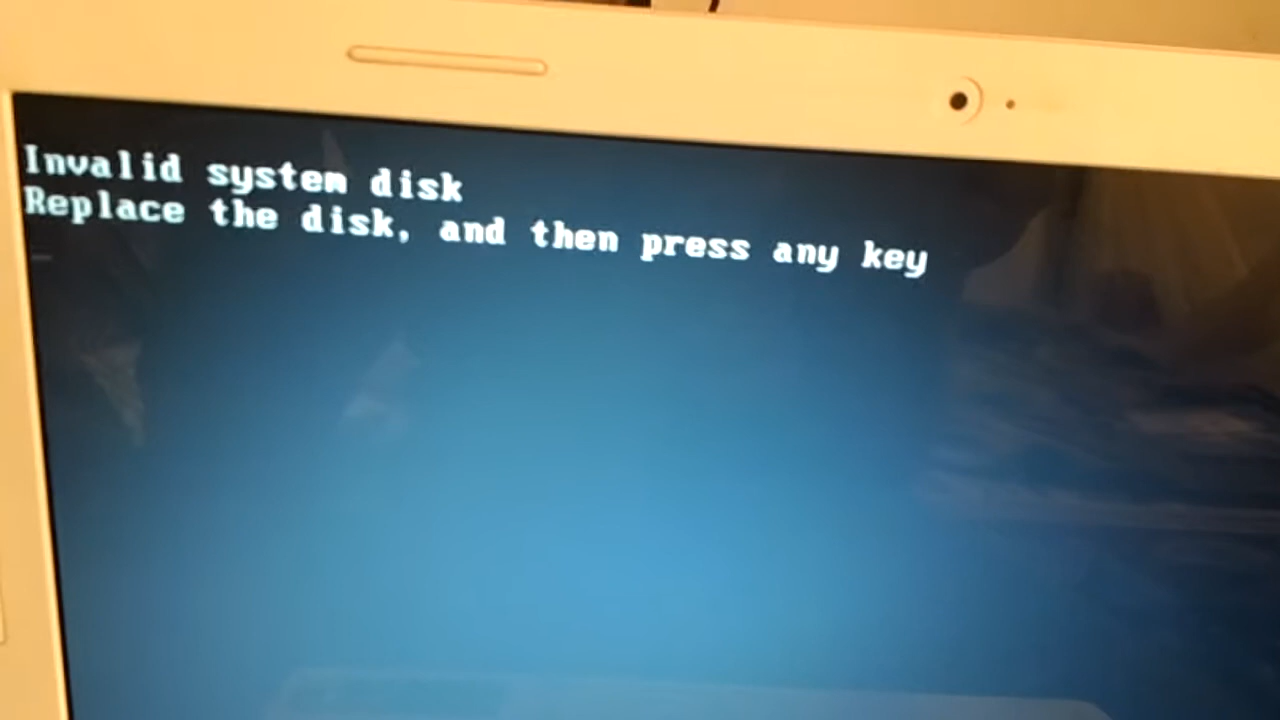 Invalid system disk
Replace the disk, and then press any key